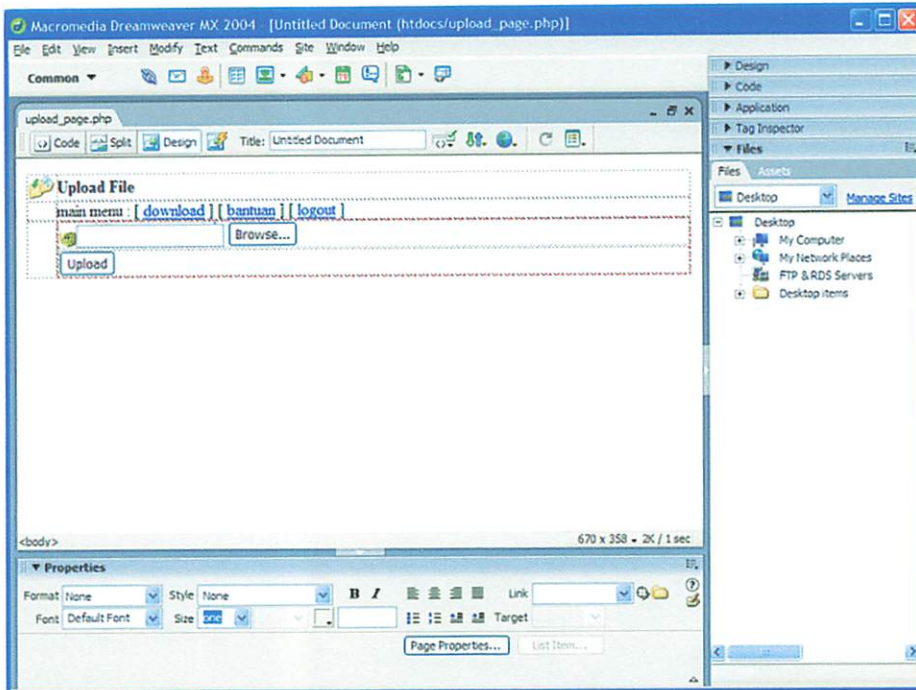 Macromedia Dreamweaver MX 2004 - [Untitled Document (htdocs/upload_page.php)]
File Edit View Insert Modify Text Commands Site Window Help
Common
Design
Code
Application
Tag Inspector
Files
Files Assets
Desktop Manage Sites
Desktop
My Computer
My Network Places
FTP & RDS Servers
Desktop items
upload_page.php
Code Split Design Title: Untitled Document
Upload File
main menu : [ download ] [ bantuan ] [ logout ]
Browse...
Upload
<body> 670 x 358 2K / 1 sec
Properties
Format None Style None B I Link
Font Default Font Size one Target
Page Properties... List Item...